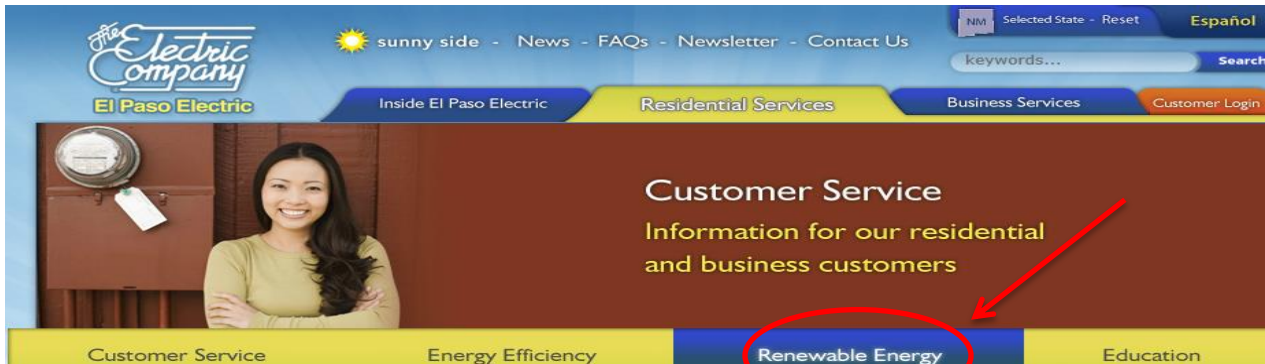 The Electric Company
El Paso Electric
sunny side - News - FAQs - Newsletter - Contact Us
NM Selected State - Reset Español
keywords... Search
Inside El Paso Electric Residential Services Business Services Customer Login
Customer Service
Information for our residential
and business customers
Customer Service Energy Efficiency Renewable Energy Education